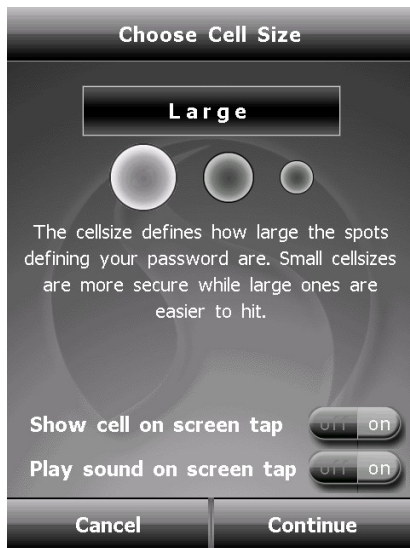 Choose Cell Size
Large
The cellsize defines how large the spots
defining your password are. Small cellsizes
are more secure while large ones are
easier to hit.
Show cell on screen tap off on
Play sound on screen tap off on
Cancel Continue